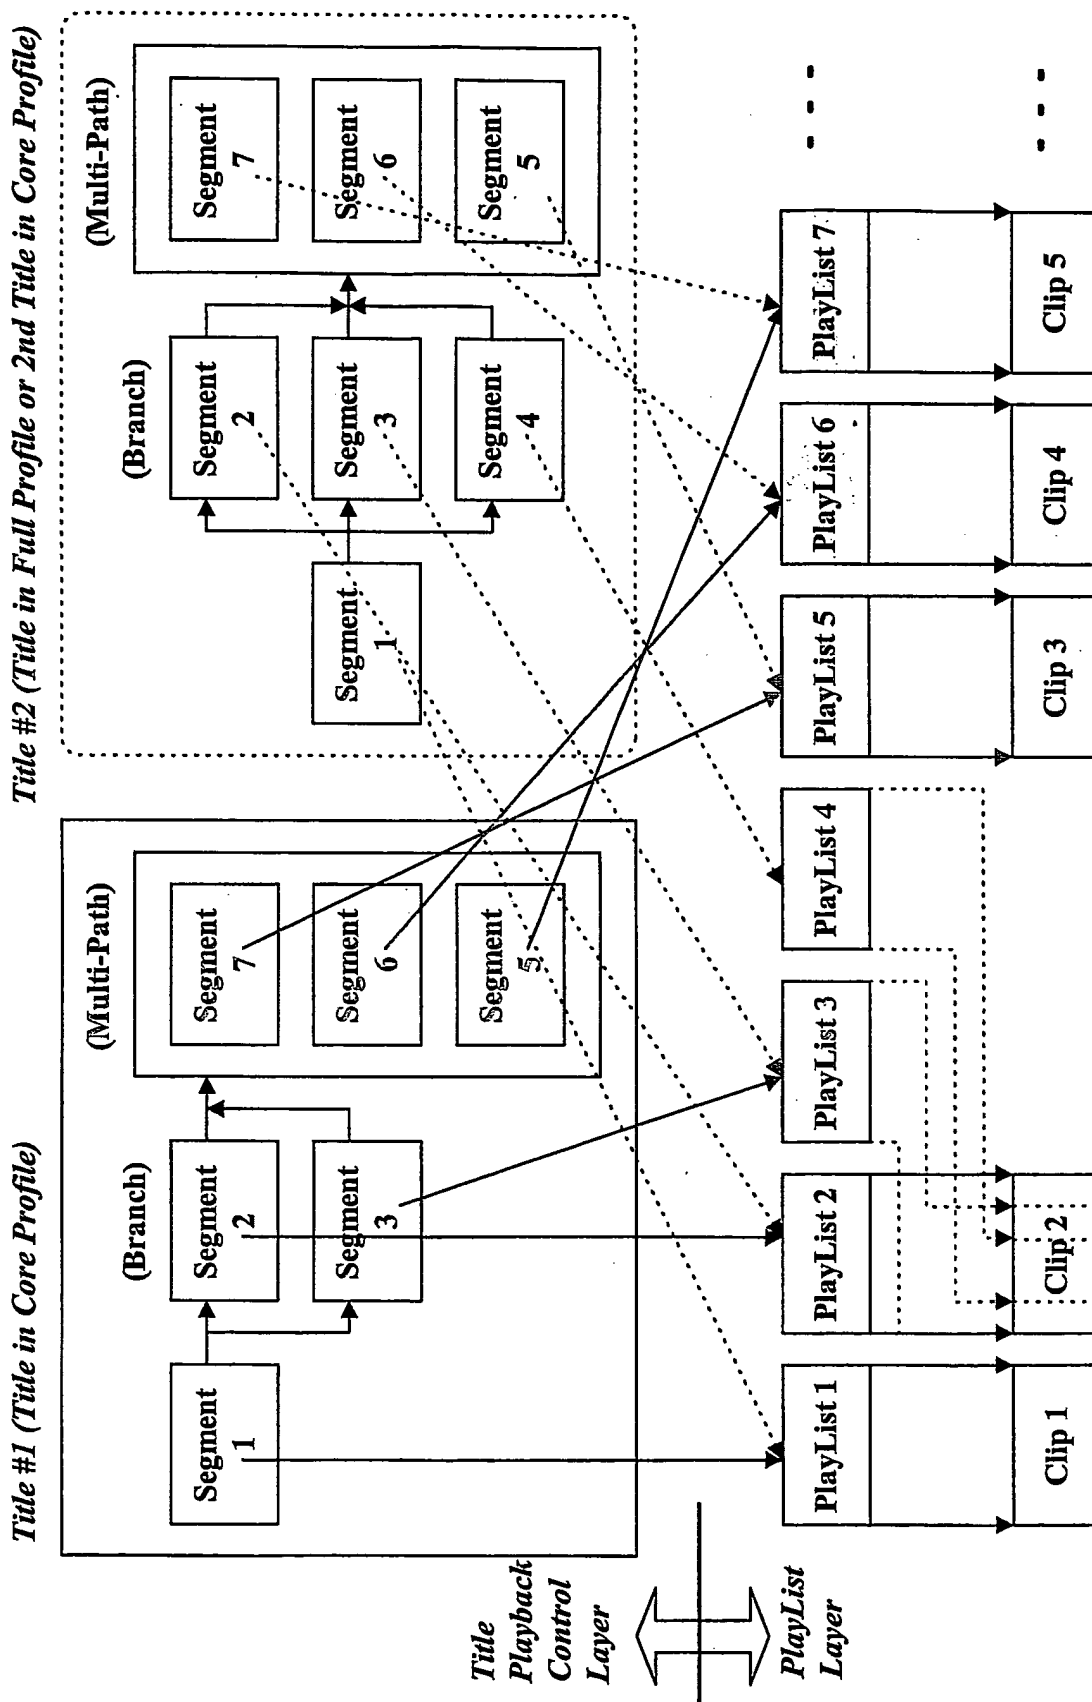 Title #1 (Title in Core Profile)
Title #2 (Title in Full Profile or 2nd Title in Core Profile)
(Branch)
(Multi-Path)
(Branch)
(Multi-Path)
Segment
1
Segment
2
Segment
7
Segment
3
Segment
6
Segment
5
Segment
2
Segment
7
Segment
1
Segment
3
Segment
6
Segment
4
Segment
5
Title
Playback
Control
Layer
PlayList
Layer
PlayList 1
PlayList 2
PlayList 3
PlayList 4
PlayList 5
PlayList 6
PlayList 7
Clip 1
Clip 2
Clip 3
Clip 4
Clip 5